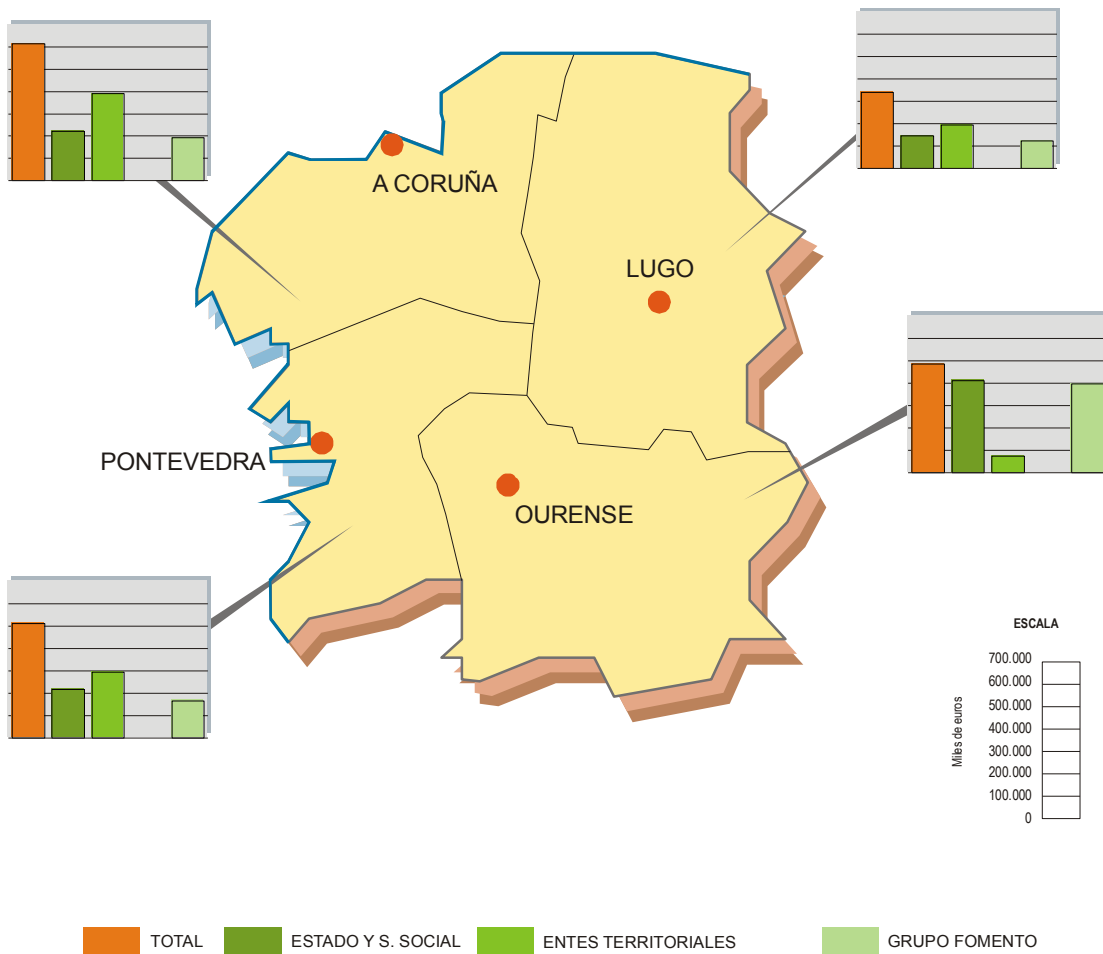 A CORUÑA
LUGO
PONTEVEDRA
OURENSE
ESCALA
Miles de euros
700.000
600.000
500.000
400.000
300.000
200.000
100.000
0
TOTAL
ESTADO Y S. SOCIAL
ENTES TERRITORIALES
GRUPO FOMENTO